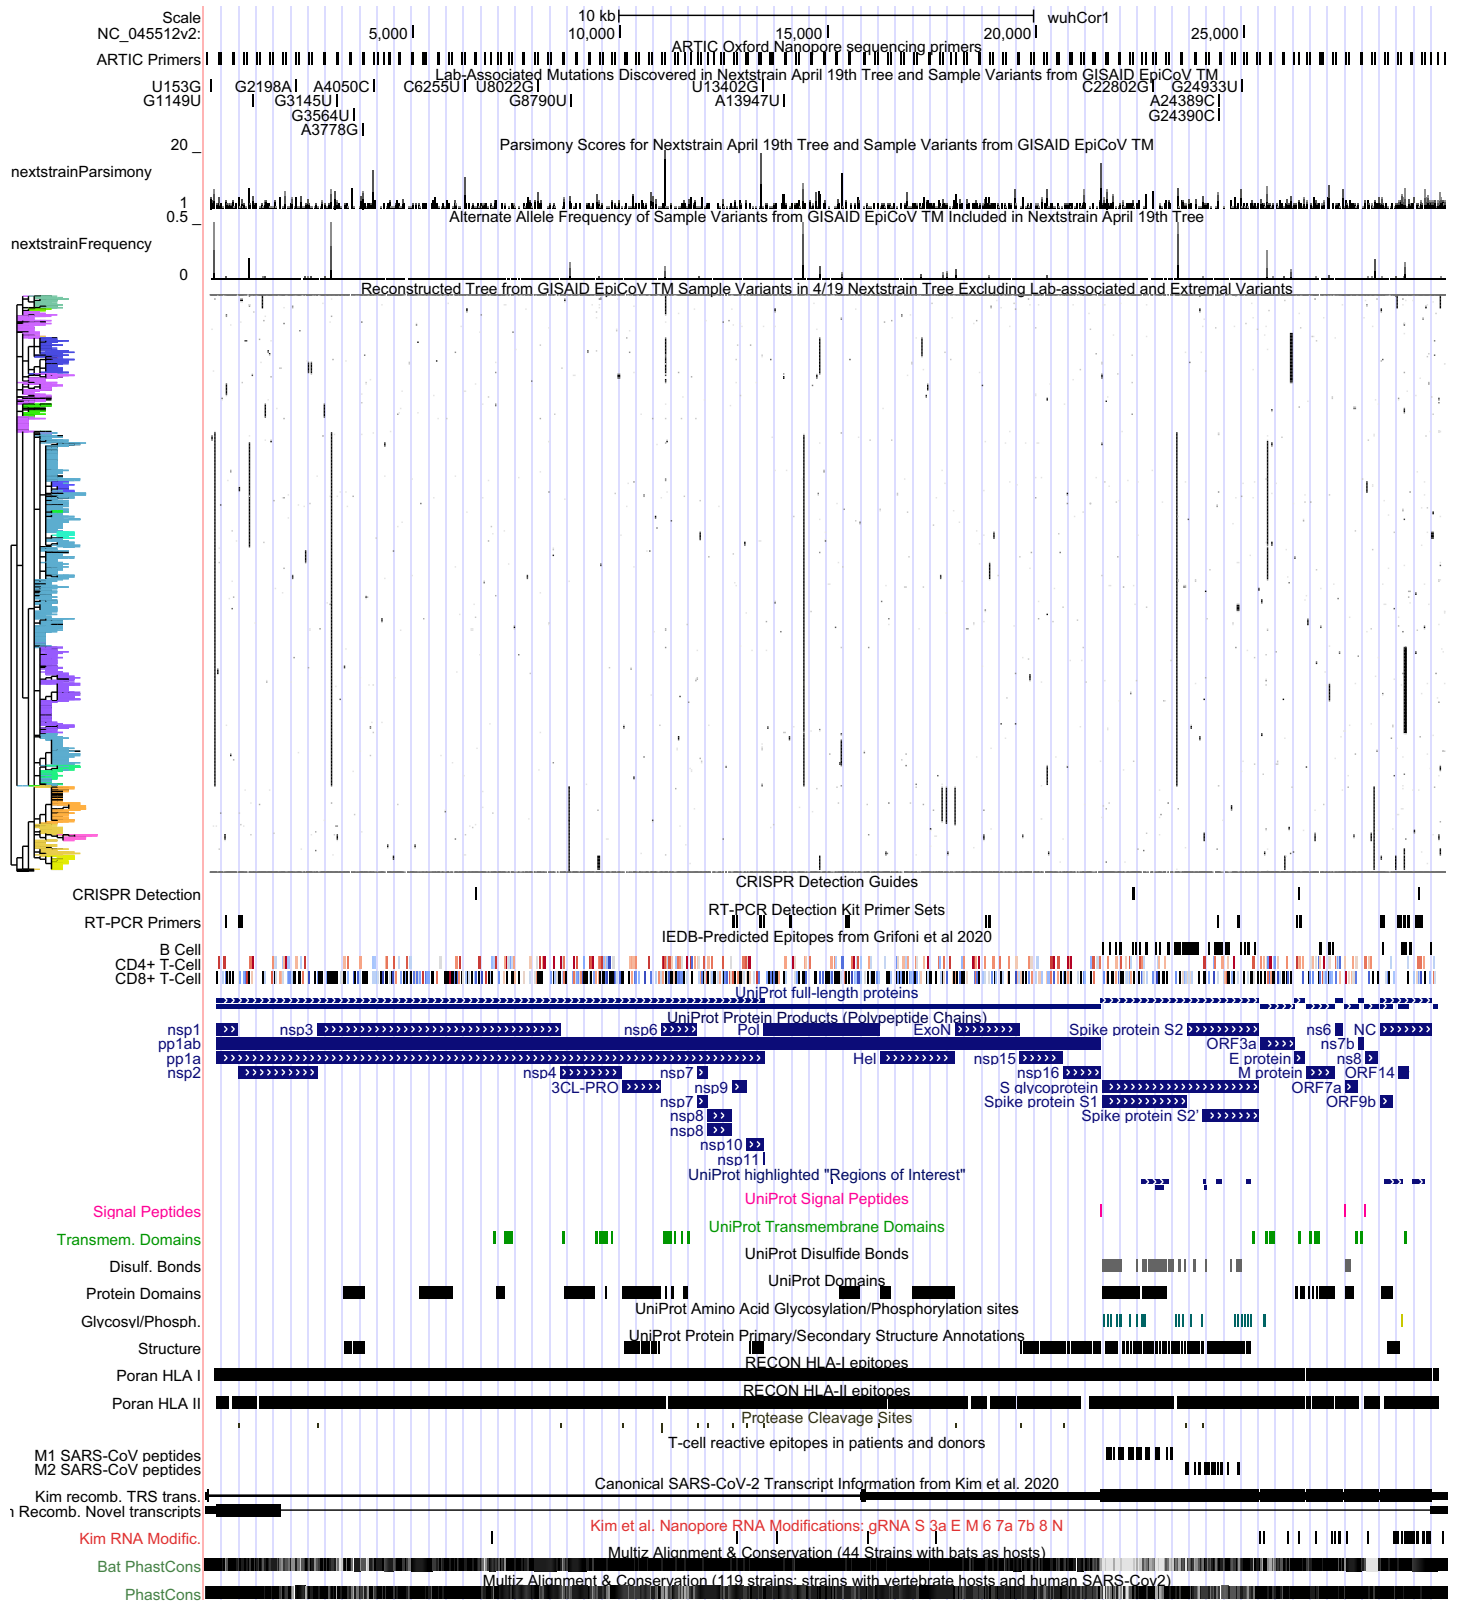 Scale 10 kb wuhCor1
NC_045512v2: 5,000 10,000 15,000 20,000 25,000
ARTIC Oxford Nanopore sequencing primers
ARTIC Primers
Lab-Associated Mutations Discovered in Nextstrain April 19th Tree and Sample Variants from GISAID EpiCoV TM
U153G G2198A A4050C C6255U U8022G U13402G C22802G G24933U
G1149U G3145U G8790U A13947U A24389C
G3564U G24390C
A3778G
20 _ Parsimony Scores for Nextstrain April 19th Tree and Sample Variants from GISAID EpiCoV TM
nextstrainParsimony
1
0.5 _ Alternate Allele Frequency of Sample Variants from GISAID EpiCoV TM Included in Nextstrain April 19th Tree
nextstrainFrequency
0
Reconstructed Tree from GISAID EpiCoV TM Sample Variants in 4/19 Nextstrain Tree Excluding Lab-associated and Extremal Variants
CRISPR Detection Guides
CRISPR Detection
RT-PCR Detection Kit Primer Sets
RT-PCR Primers
IEDB-Predicted Epitopes from Grifoni et al 2020
B Cell
CD4+ T-Cell
CD8+ T-Cell
UniProt full-length proteins
UniProt Protein Products (Polypeptide Chains)
nsp1 nsp3 nsp6 Pol ExoN Spike protein S2 ns6 NC
pp1ab ORF3a ns7b
pp1a Hel nsp15 E protein ns8
nsp2 nsp4 nsp7 nsp16 M protein ORF14
3CL-PRO nsp9 S glycoprotein ORF7a
nsp7 Spike protein S1 ORF9b
nsp8 Spike protein S2'
nsp8
nsp10
nsp11
UniProt highlighted "Regions of Interest"
UniProt Signal Peptides
Signal Peptides
UniProt Transmembrane Domains
Transmem. Domains
UniProt Disulfide Bonds
Disulf. Bonds
UniProt Domains
Protein Domains
UniProt Amino Acid Glycosylation/Phosphorylation sites
Glycosyl/Phosph.
UniProt Protein Primary/Secondary Structure Annotations
Structure
RECON HLA-I epitopes
Poran HLA I
RECON HLA-II epitopes
Poran HLA II
Protease Cleavage Sites
T-cell reactive epitopes in patients and donors
M1 SARS-CoV peptides
M2 SARS-CoV peptides
Canonical SARS-CoV-2 Transcript Information from Kim et al. 2020
Kim recomb. TRS trans.
Recomb. Novel transcripts
Kim et al. Nanopore RNA Modifications: gRNA S 3a E M 6 7a 7b 8 N
Kim RNA Modific.
Multiz Alignment & Conservation (44 Strains with bats as hosts)
Bat PhastCons
Multiz Alignment & Conservation (119 strains: strains with vertebrate hosts and human SARS-Cov2)
PhastCons